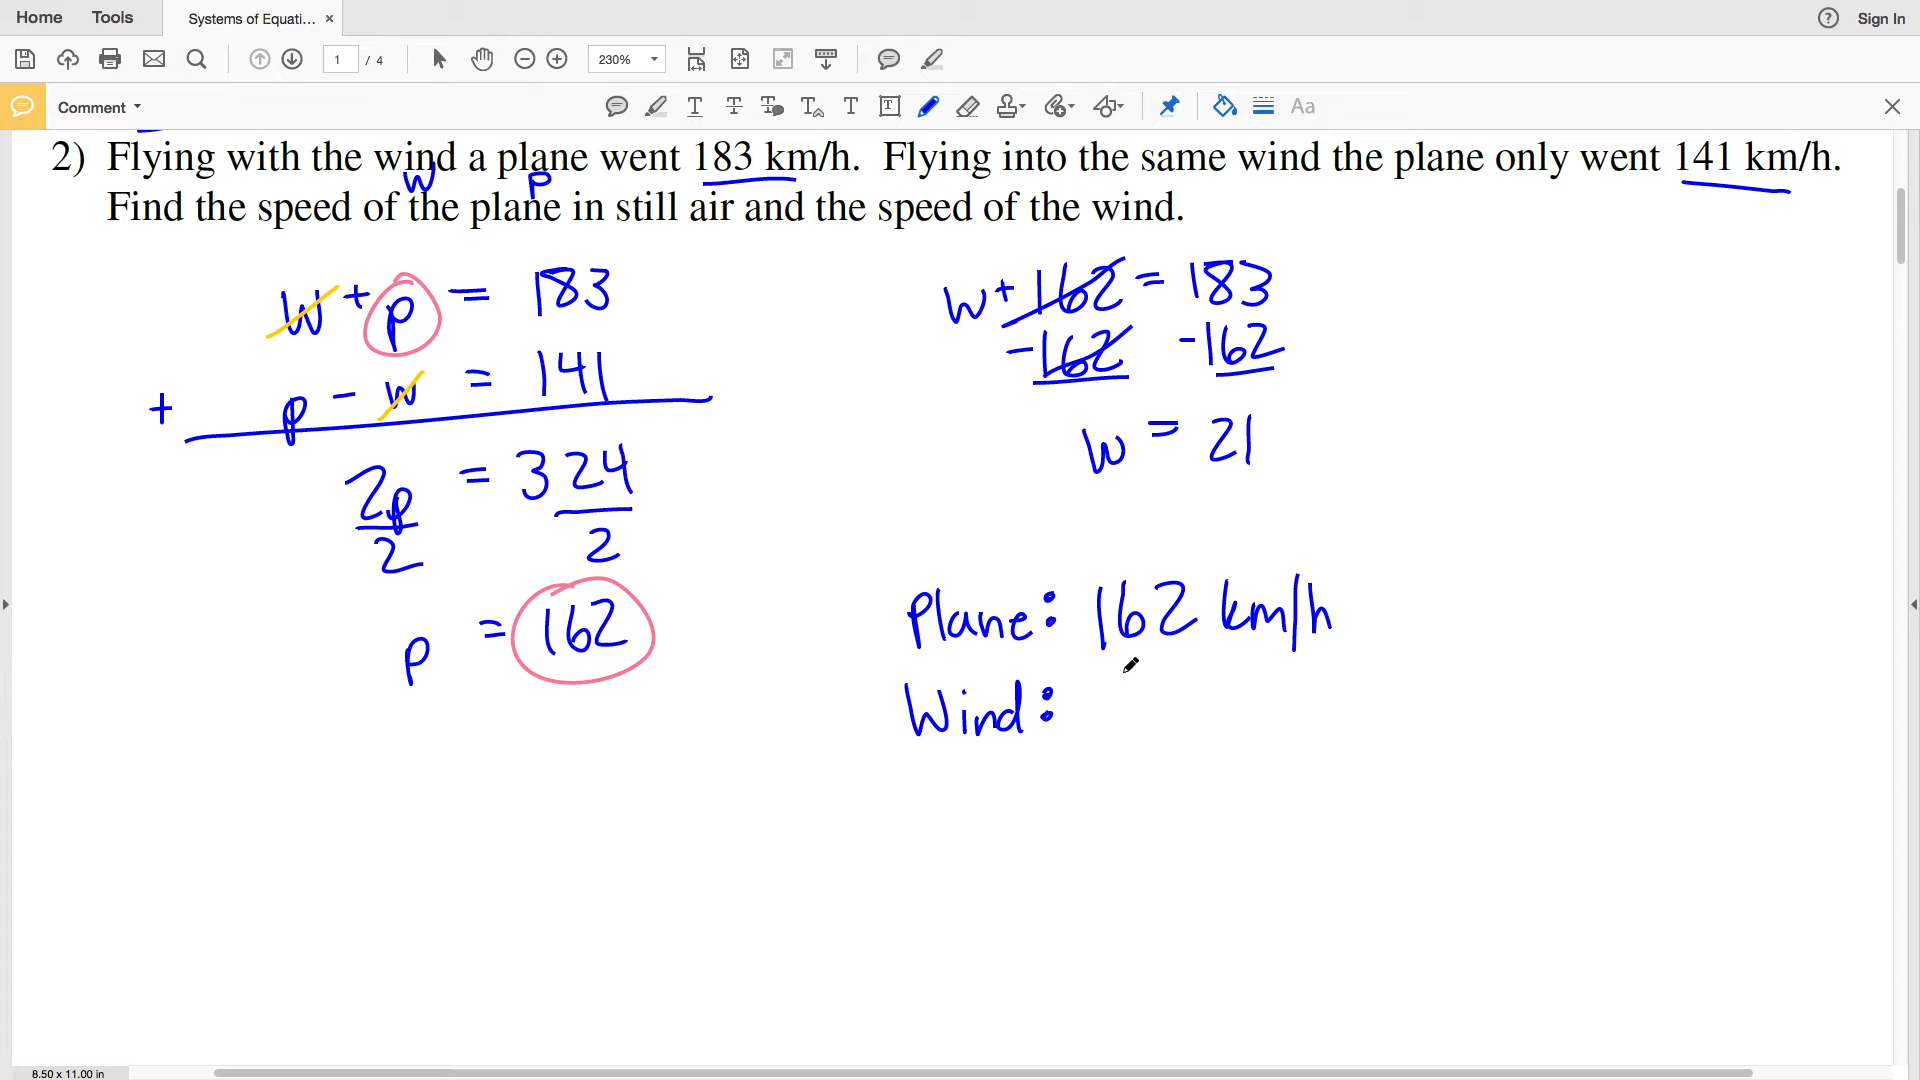 Home Tools Systems of Equati... × ? Sign In
1 / 4 230%
Comment Aa
2) Flying with the wind a plane went 183 km/h. Flying into the same wind the plane only went 141 km/h.
w p
Find the speed of the plane in still air and the speed of the wind.
w + p = 183
+ p - w = 141
2p = 324
2 2
p = 162
w + 162 = 183
-162 -162
w = 21
Plane: 162 km/h
Wind:
8.50 x 11.00 in